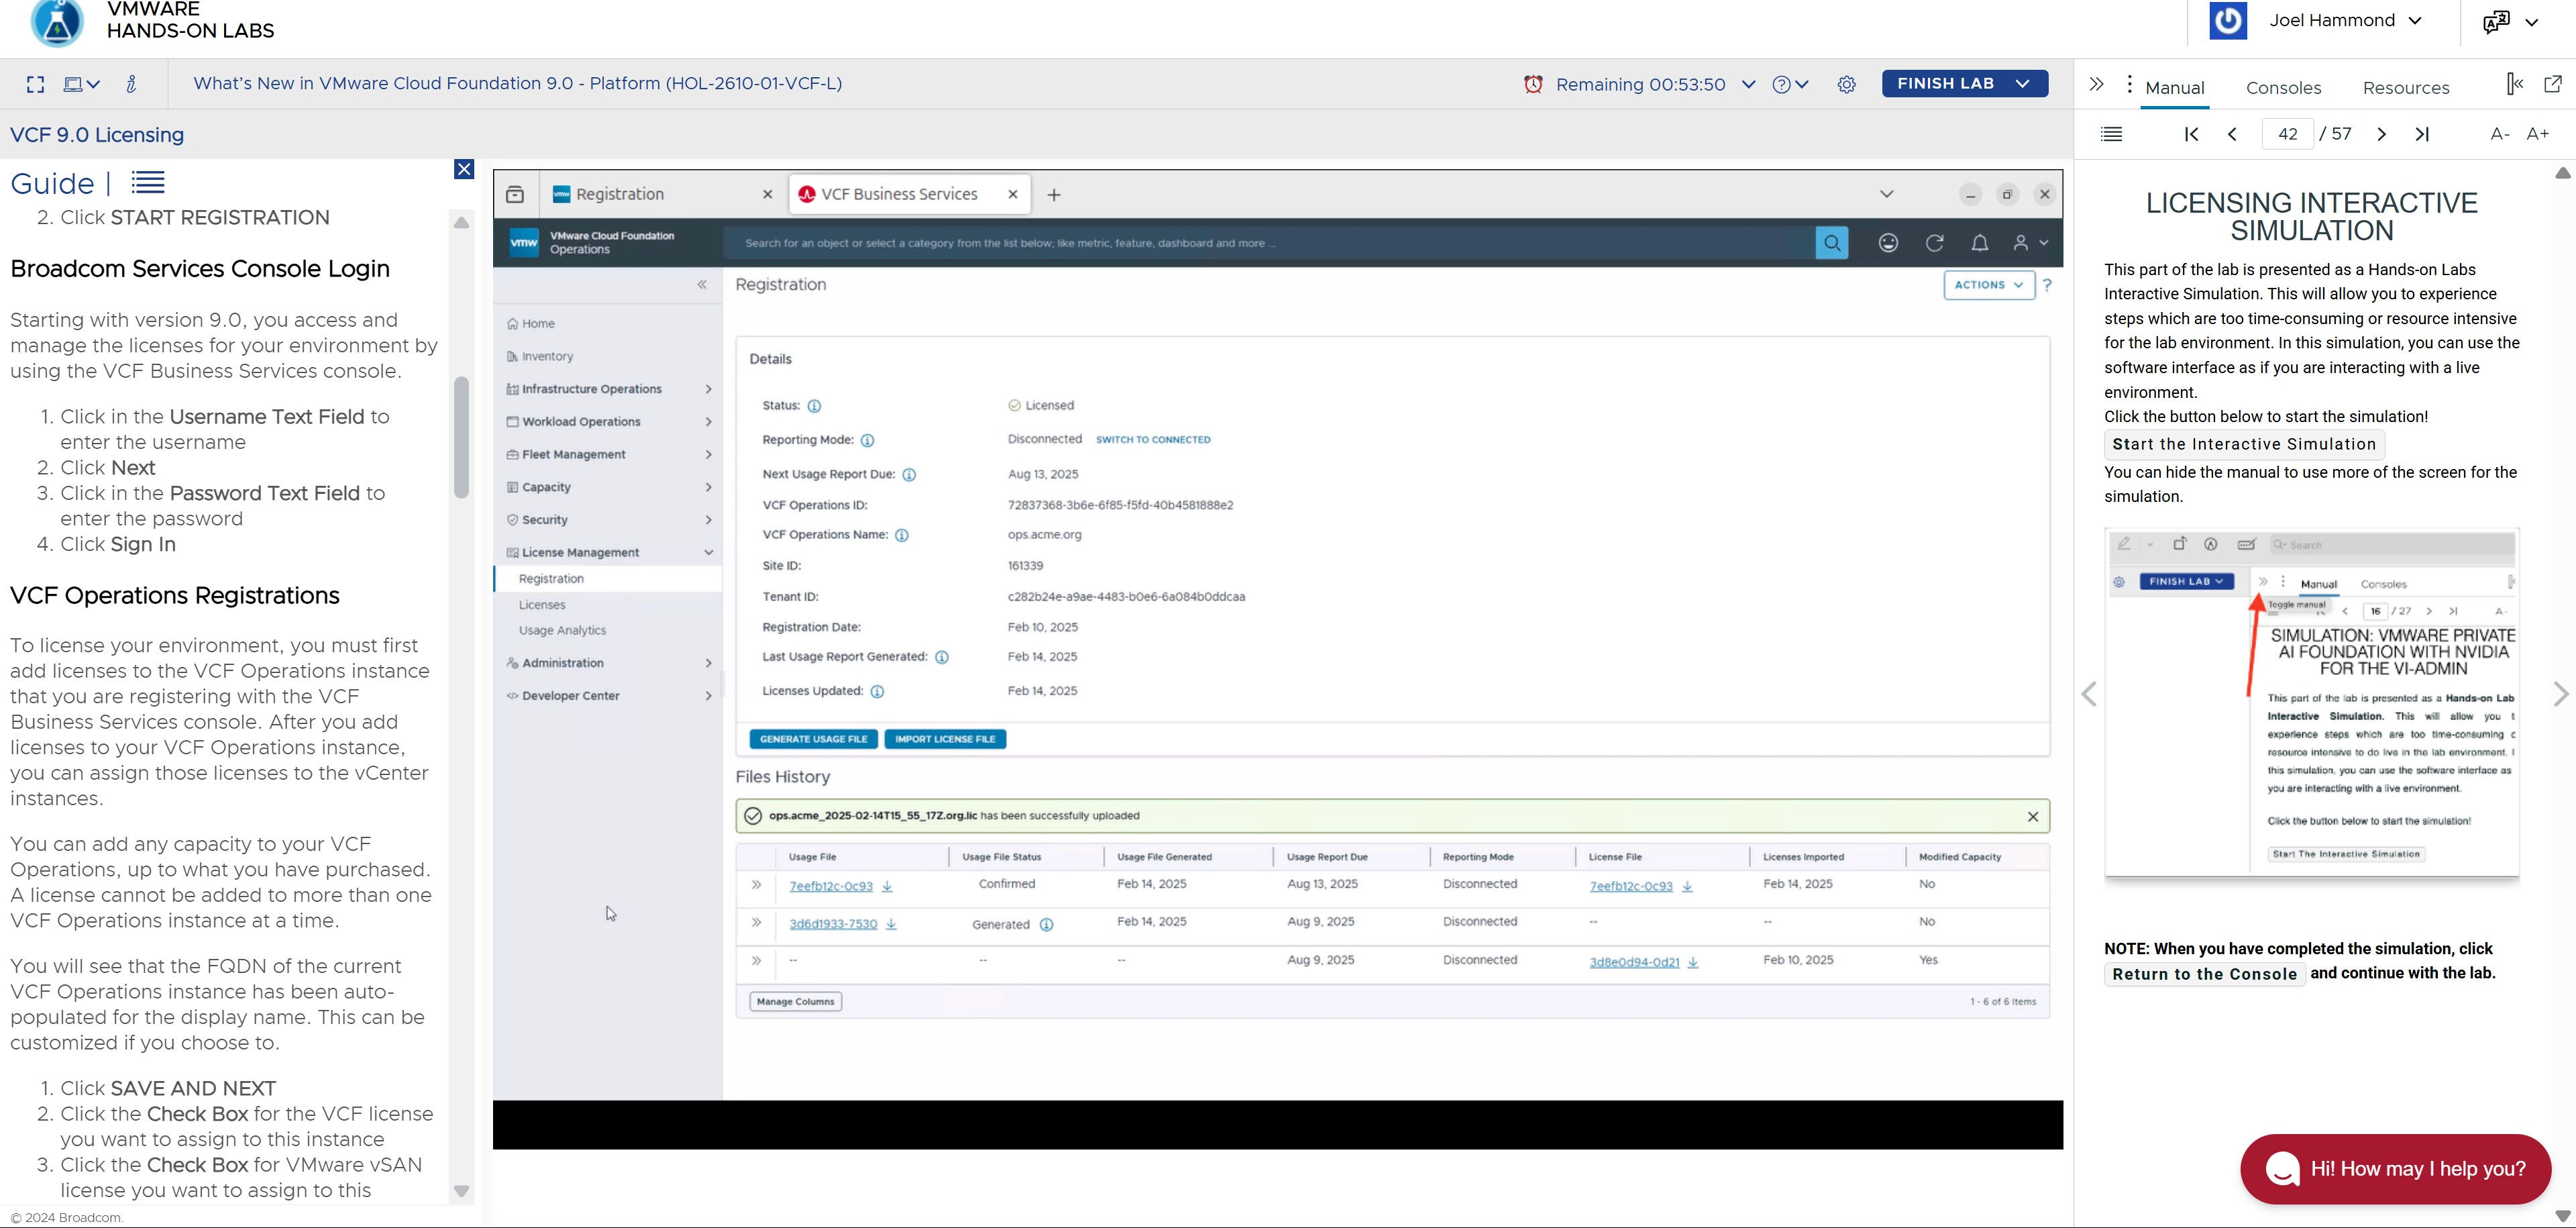 VMWARE
HANDS-ON LABS
Joel Hammond
What's New in VMware Cloud Foundation 9.0 - Platform (HOL-2610-01-VCF-L)
Remaining 00:53:50
FINISH LAB
VCF 9.0 Licensing
Guide |
2. Click START REGISTRATION
Broadcom Services Console Login
Starting with version 9.0, you access and
manage the licenses for your environment by
using the VCF Business Services console.
1. Click in the Username Text Field to
enter the username
2. Click Next
3. Click in the Password Text Field to
enter the password
4. Click Sign In
VCF Operations Registrations
To license your environment, you must first
add licenses to the VCF Operations instance
that you are registering with the VCF
Business Services console. After you add
licenses to your VCF Operations instance,
you can assign those licenses to the vCenter
instances.
You can add any capacity to your VCF
Operations, up to what you have purchased.
A license cannot be added to more than one
VCF Operations instance at a time.
You will see that the FQDN of the current
VCF Operations instance has been auto-
populated for the display name. This can be
customized if you choose to.
1. Click SAVE AND NEXT
2. Click the Check Box for the VCF license
you want to assign to this instance
3. Click the Check Box for VMware vSAN
license you want to assign to this
© 2024 Broadcom.
Registration
VCF Business Services
vmw
VMware Cloud Foundation
Operations
Search for an object or select a category from the list below; like metric, feature, dashboard and more ...
Home
Inventory
Infrastructure Operations
Workload Operations
Fleet Management
Capacity
Security
License Management
Registration
Licenses
Usage Analytics
Administration
Developer Center
Registration
ACTIONS
?
Details
Status: Licensed
Reporting Mode: Disconnected SWITCH TO CONNECTED
Next Usage Report Due: Aug 13, 2025
VCF Operations ID: 72837368-3b6e-6f85-f5fd-40b4581888e2
VCF Operations Name: ops.acme.org
Site ID: 161339
Tenant ID: c282b24e-a9ae-4483-b0e6-6a084b0ddcaa
Registration Date: Feb 10, 2025
Last Usage Report Generated: Feb 14, 2025
Licenses Updated: Feb 14, 2025
GENERATE USAGE FILE IMPORT LICENSE FILE
Files History
ops.acme_2025-02-14T15_55_17Z.org.lic has been successfully uploaded
Usage File Usage File Status Usage File Generated Usage Report Due Reporting Mode License File Licenses Imported Modified Capacity
7eefb12c-0c93 Confirmed Feb 14, 2025 Aug 13, 2025 Disconnected 7eefb12c-0c93 Feb 14, 2025 No
3d6d1933-7530 Generated Feb 14, 2025 Aug 9, 2025 Disconnected -- -- No
-- -- -- Aug 9, 2025 Disconnected 3d8e0d94-0d21 Feb 10, 2025 Yes
Manage Columns
1 - 6 of 6 Items
Manual Consoles Resources
42 / 57
A- A+
LICENSING INTERACTIVE
SIMULATION
This part of the lab is presented as a Hands-on Labs
Interactive Simulation. This will allow you to experience
steps which are too time-consuming or resource intensive
for the lab environment. In this simulation, you can use the
software interface as if you are interacting with a live
environment.
Click the button below to start the simulation!
Start the Interactive Simulation
You can hide the manual to use more of the screen for the
simulation.
Search
FINISH LAB
Manual Consoles
Toggle manual
16 / 27
A-
SIMULATION: VMWARE PRIVATE
AI FOUNDATION WITH NVIDIA
FOR THE VI-ADMIN
This part of the lab is presented as a Hands-on Lab
Interactive Simulation. This will allow you t
experience steps which are too time-consuming c
resource intensive to do live in the lab environment. I
this simulation, you can use the software interface as
you are interacting with a live environment.
Click the button below to start the simulation!
Start The Interactive Simulation
NOTE: When you have completed the simulation, click
Return to the Console and continue with the lab.
Hi! How may I help you?